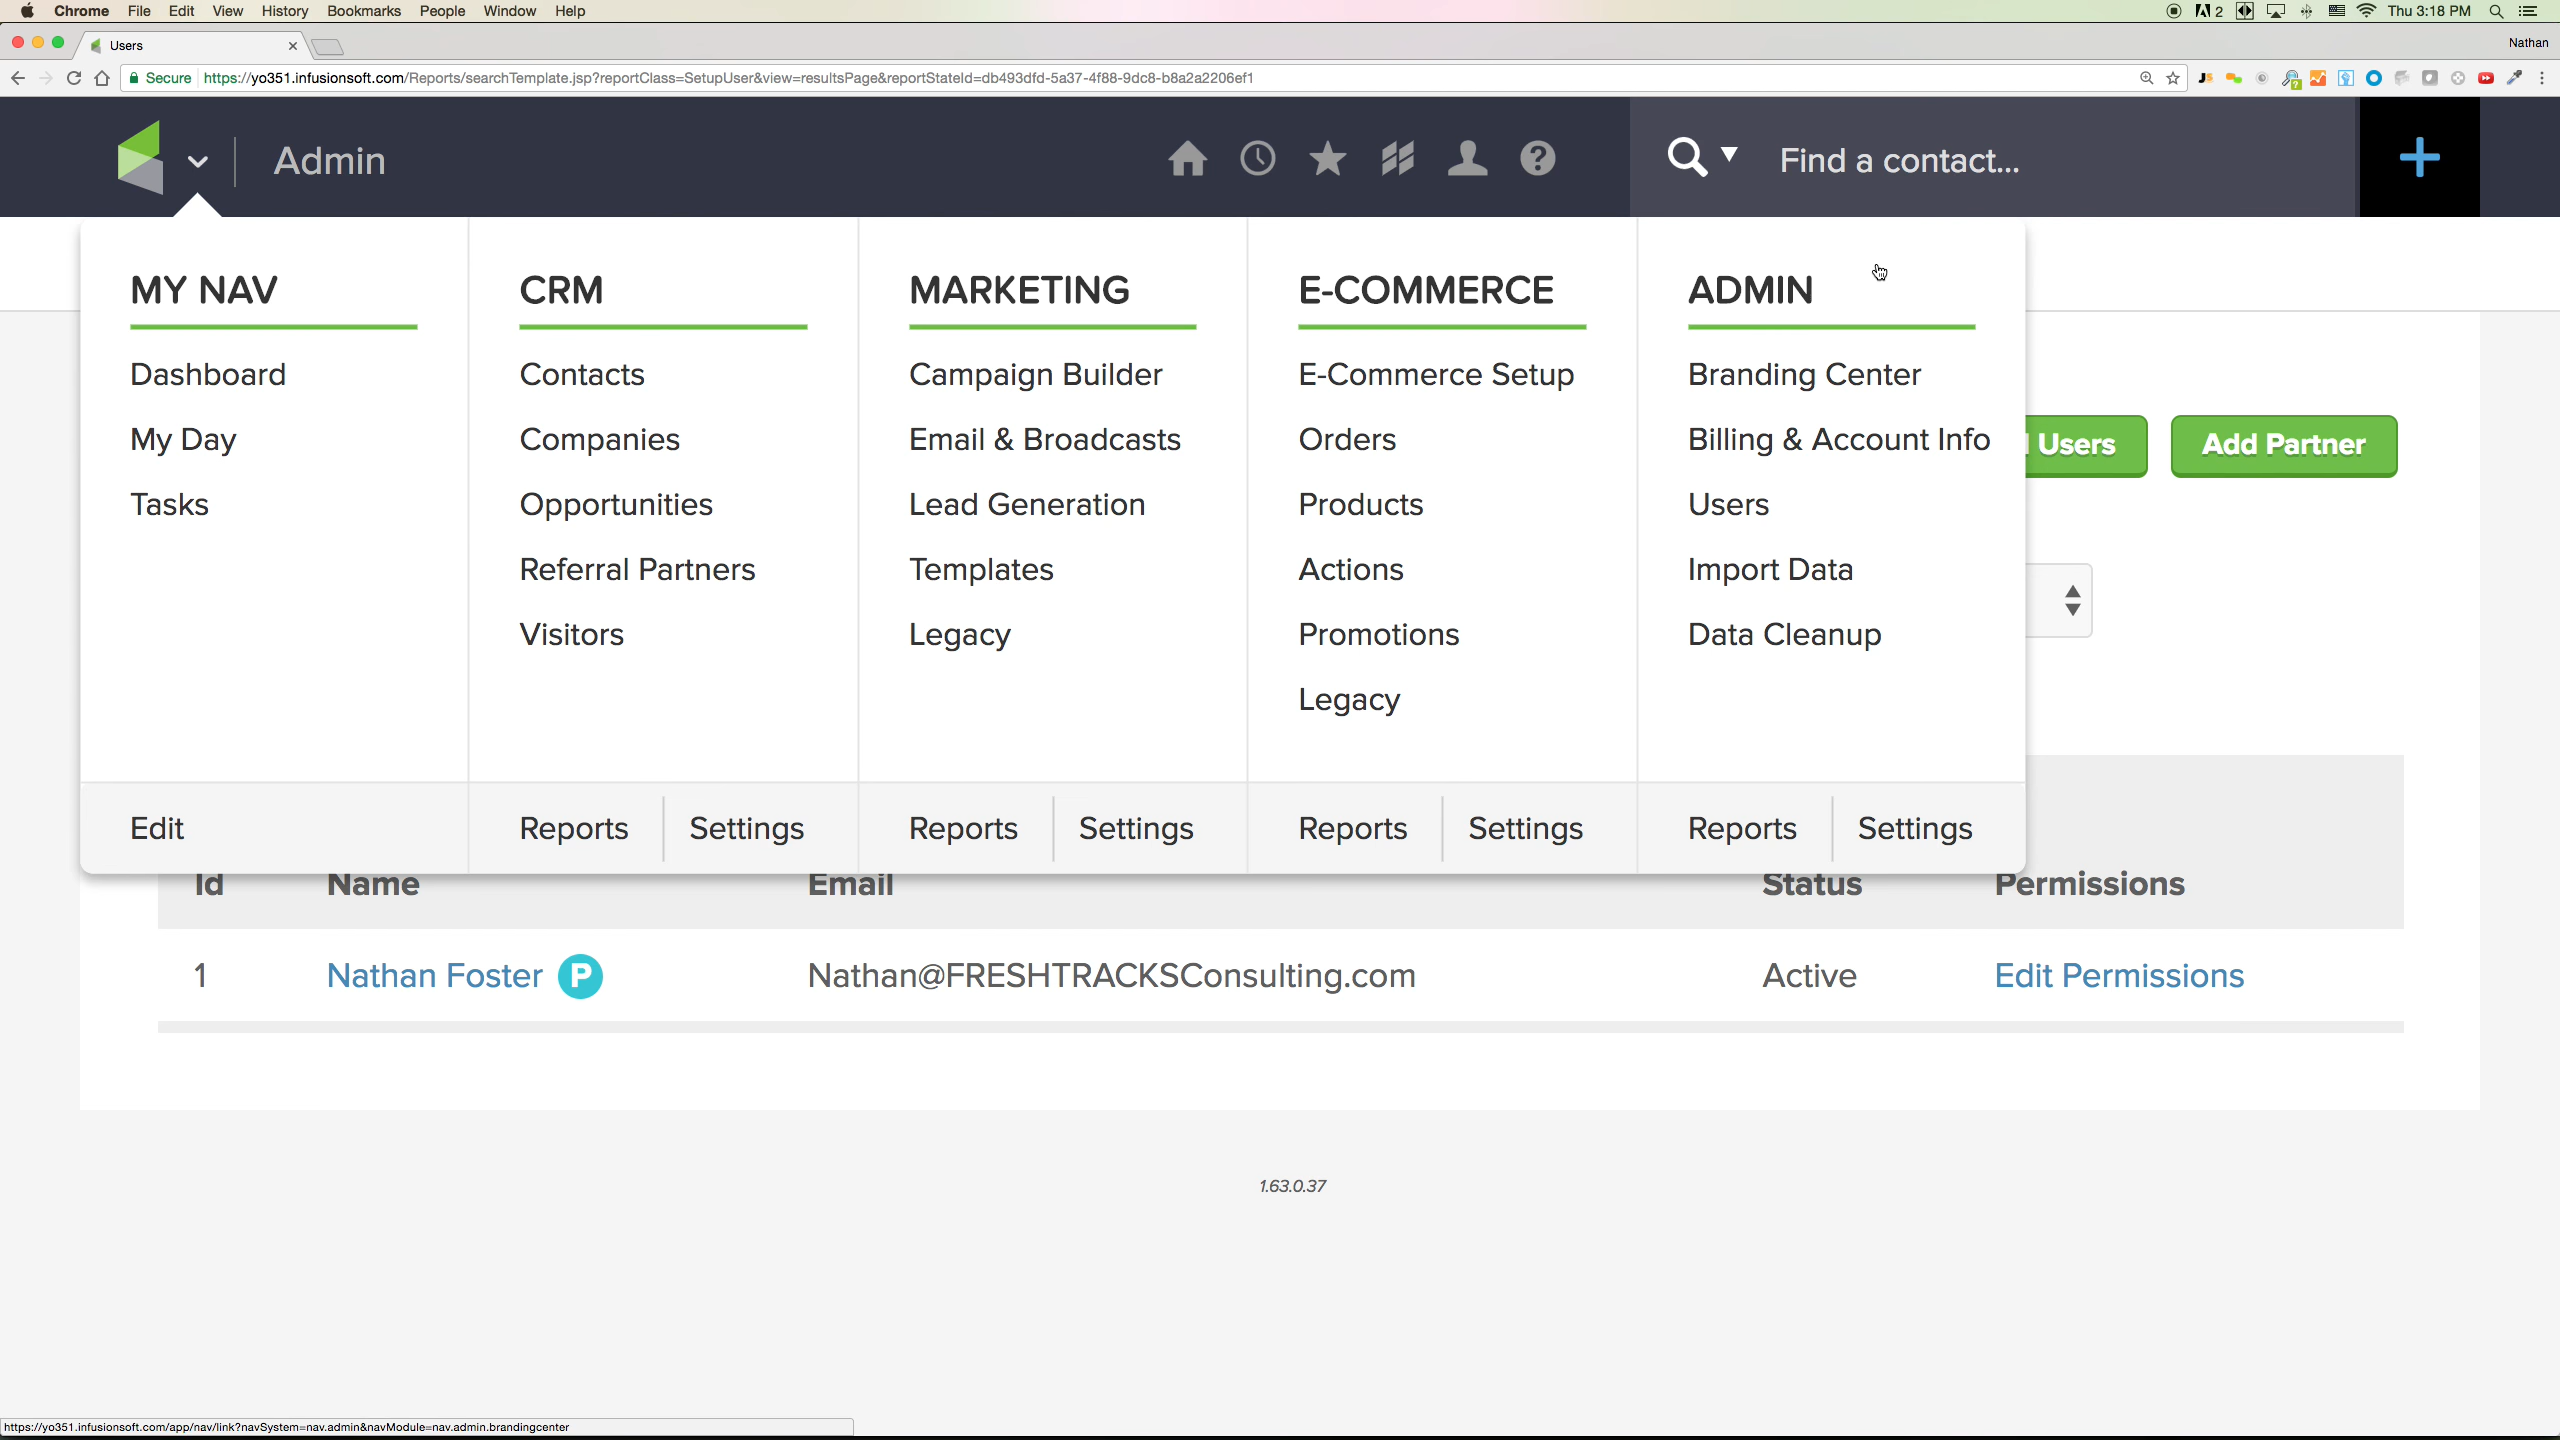 Chrome File Edit View History Bookmarks People Window Help
2 Thu 3:18 PM
Users Nathan
Secure https://yo351.infusionsoft.com/Reports/searchTemplate.jsp?reportClass=SetupUser&view=resultsPage&reportStateId=db493dfd-5a37-4f88-9dc8-b8a2a2206ef1
Admin Find a contact...
MY NAV CRM MARKETING E-COMMERCE ADMIN
Dashboard Contacts Campaign Builder E-Commerce Setup Branding Center
My Day Companies Email & Broadcasts Orders Billing & Account Info Users Add Partner
Tasks Opportunities Lead Generation Products Users
Referral Partners Templates Actions Import Data
Visitors Legacy Promotions Data Cleanup
Legacy
Edit Reports Settings Reports Settings Reports Settings Reports Settings
Id Name Email Status Permissions
1 Nathan Foster P Nathan@FRESHTRACKSConsulting.com Active Edit Permissions
1.63.0.37
https://yo351.infusionsoft.com/app/nav/link?navSystem=nav.admin&navModule=nav.admin.brandingcenter